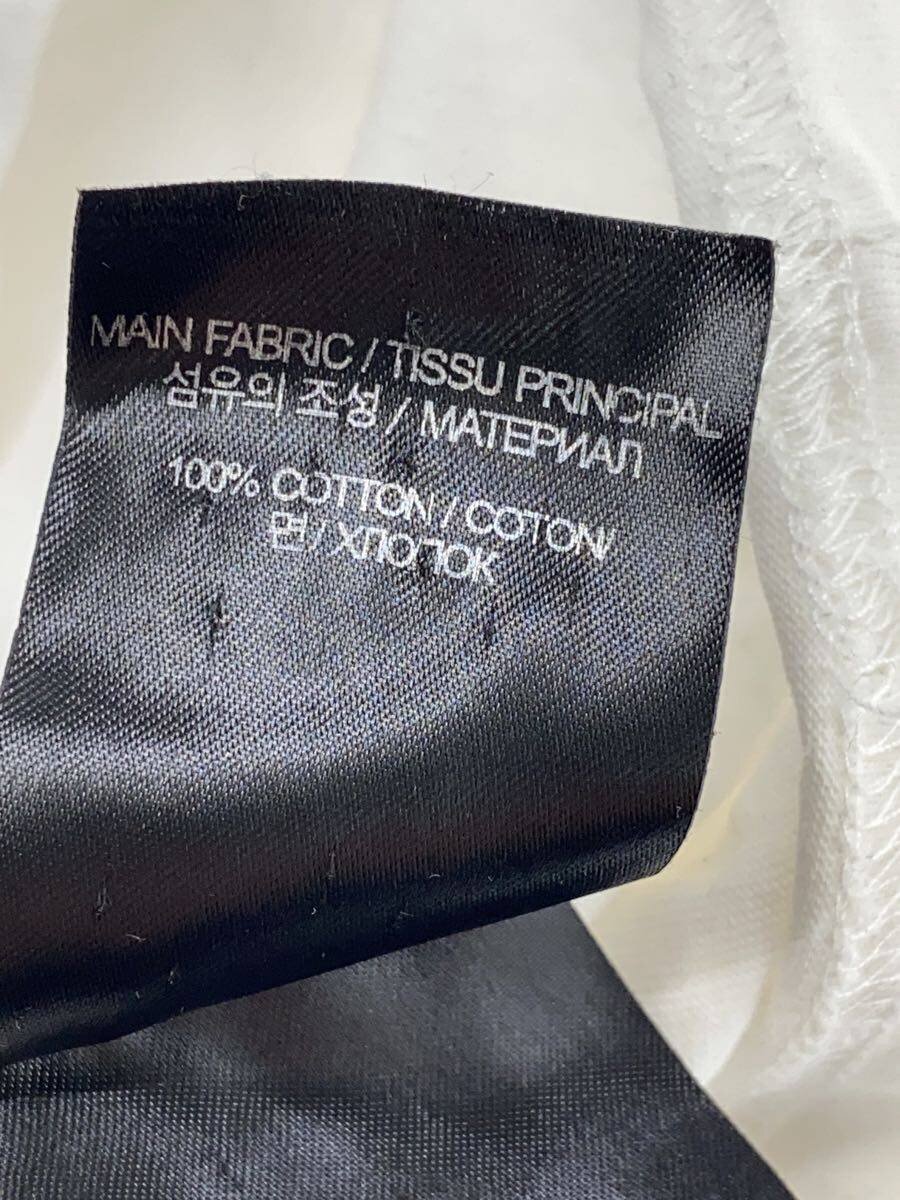 MAIN FABRIC / TISSU PRINCIPAL
섬유의 조성 / МАТЕРИАЛ
100% COTTON / COTON/
면 / ХЛОПОК